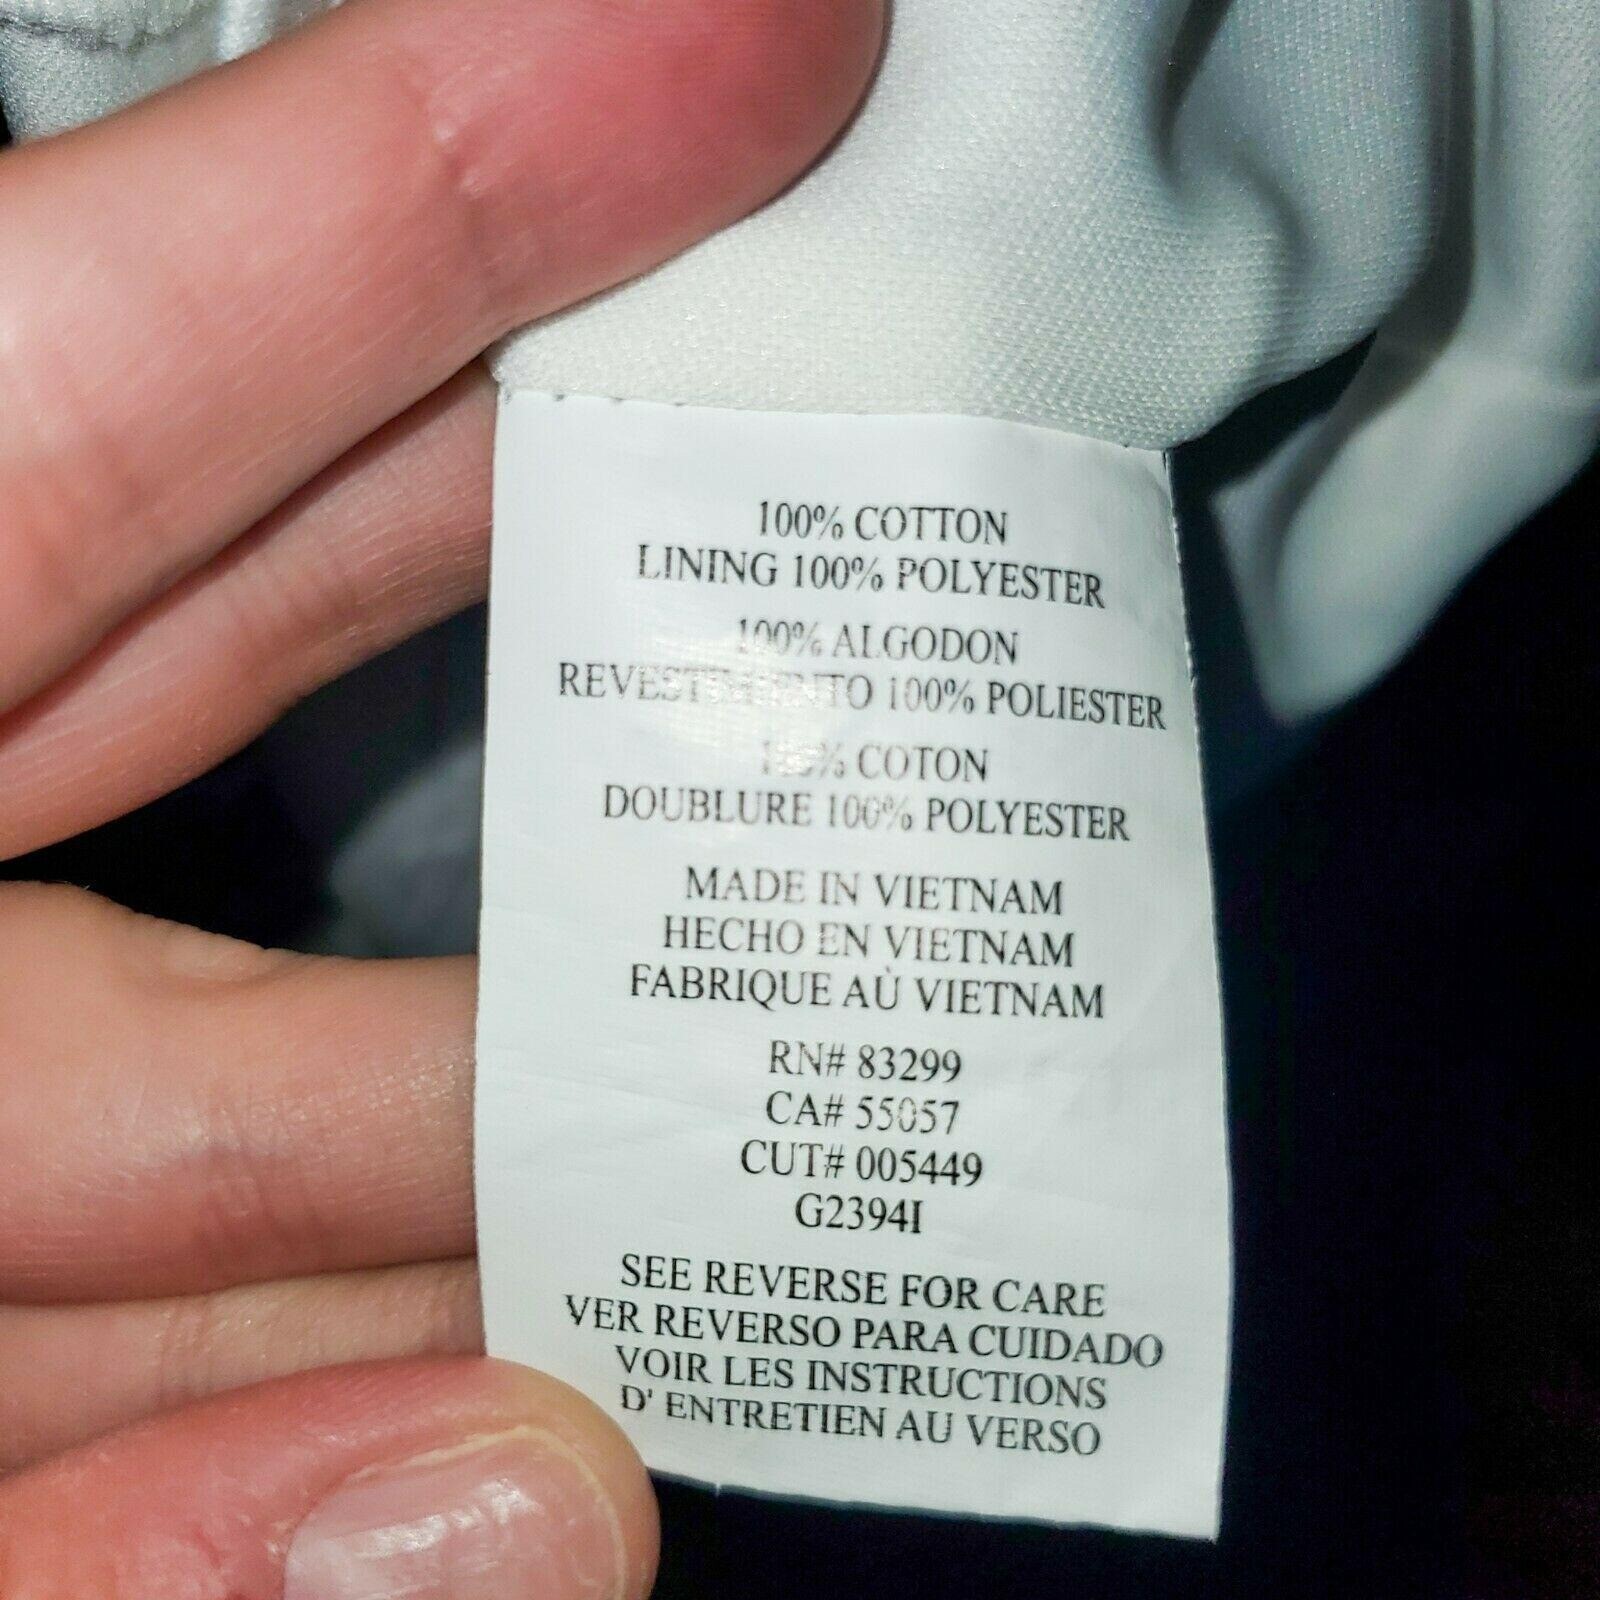 100% COTTON
LINING 100% POLYESTER
100% ALGODON
REVESTIMIENTO 100% POLIESTER
100% COTON
DOUBLURE 100% POLYESTER
MADE IN VIETNAM
HECHO EN VIETNAM
FABRIQUE AÙ VIETNAM
RN# 83299
CA# 55057
CUT# 005449
G2394I
SEE REVERSE FOR CARE
VER REVERSO PARA CUIDADO
VOIR LES INSTRUCTIONS
D' ENTRETIEN AU VERSO